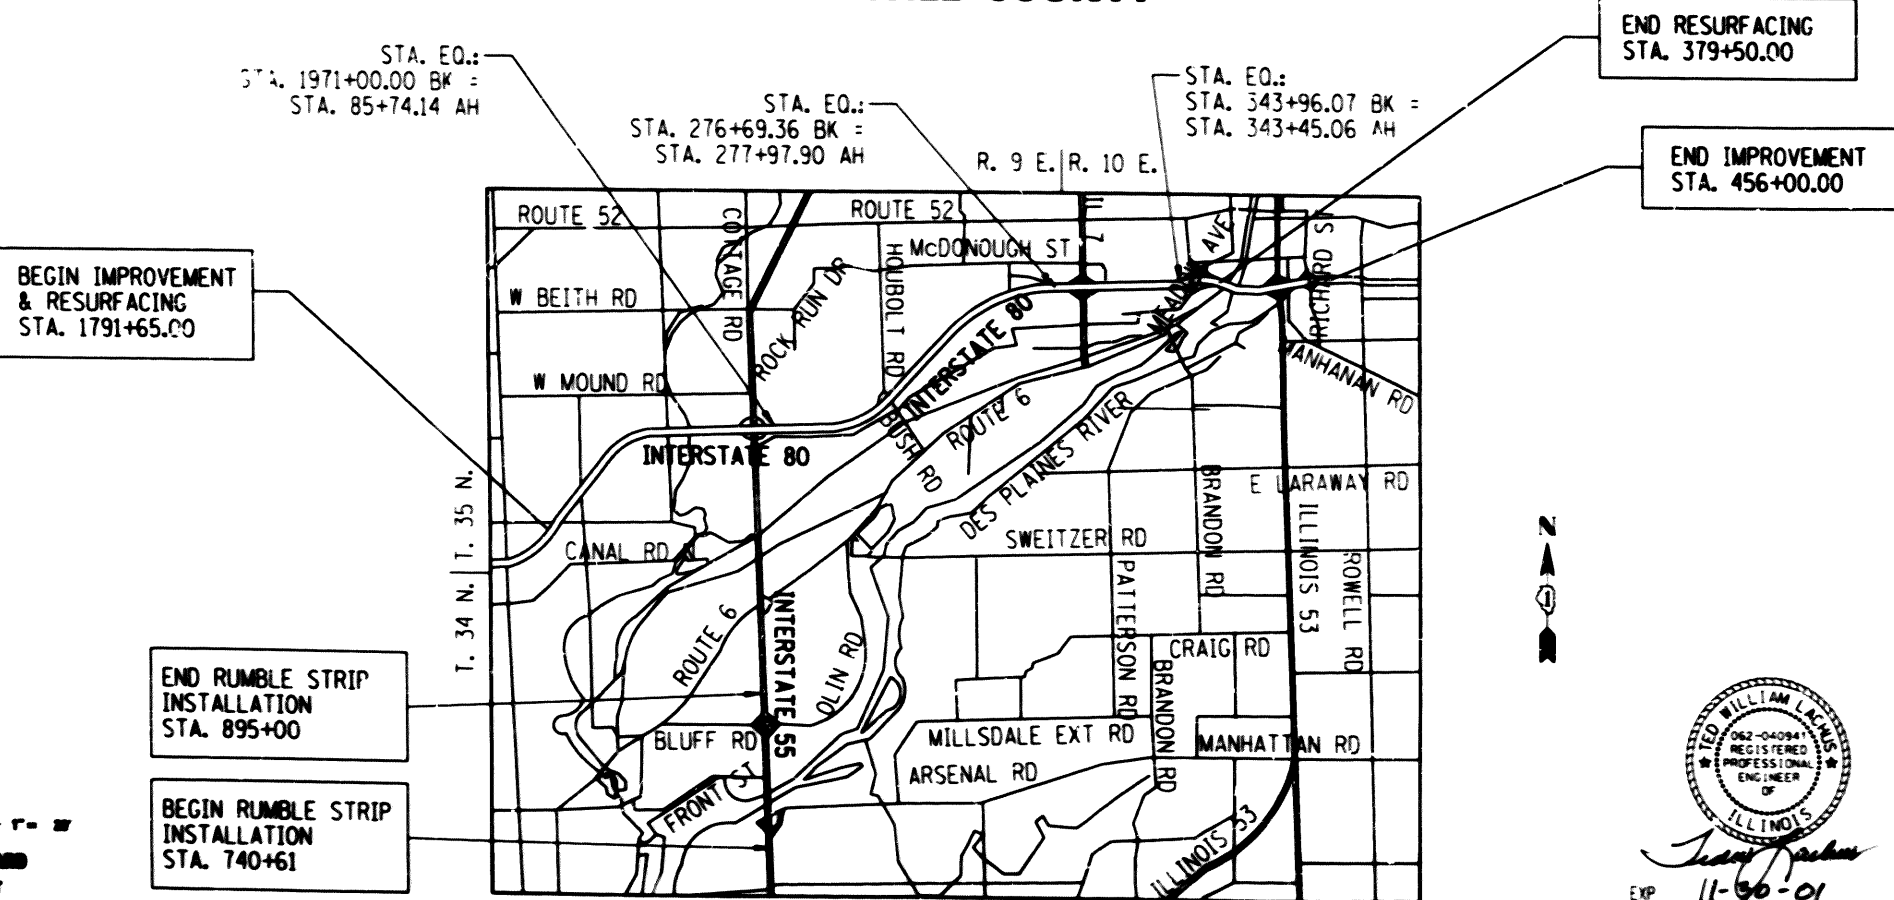 COUNTY
STA. EQ.:
STA. 1971+00.00 BK =
STA. 85+74.14 AH
STA. EQ.:
STA. 276+69.36 BK =
STA. 277+97.90 AH
STA. EQ.:
STA. 343+96.07 BK =
STA. 343+45.06 AH
END RESURFACING
STA. 379+50.00
END IMPROVEMENT
STA. 456+00.00
R. 9 E. R. 10 E.
BEGIN IMPROVEMENT
& RESURFACING
STA. 1791+65.00
ROUTE 52
ROUTE 52
COTTAGE RD
McDONOUGH ST
HOUBOLT RD
ILL 7
MEADOW AVE
RICHARD ST
W BEITH RD
ROCK RUN DR
INTERSTATE 80
W MOUND RD
MANHANAN RD
ROUTE 6
BUSH RD
INTERSTATE 80
DES PLAINES RIVER
T. 35 N.
T. 34 N.
BRANDON RD
E LARAWAY RD
CANAL RD
SWEITZER RD
ILLINOIS 53
ROWELL RD
PATTERSON RD
ROUTE 6
INTERSTATE 55
OLIN RD
CRAIG RD
BRANDON RD
END RUMBLE STRIP
INSTALLATION
STA. 895+00
BLUFF RD
MILLSDALE EXT RD
MANHATTAN RD
ARSENAL RD
FRONT ST
ILLINOIS 53
BEGIN RUMBLE STRIP
INSTALLATION
STA. 740+61
N
1
TED WILLIAM LACHUS
062-040941
REGISTERED
PROFESSIONAL
ENGINEER
OF
ILLINOIS
EXP 11-30-01